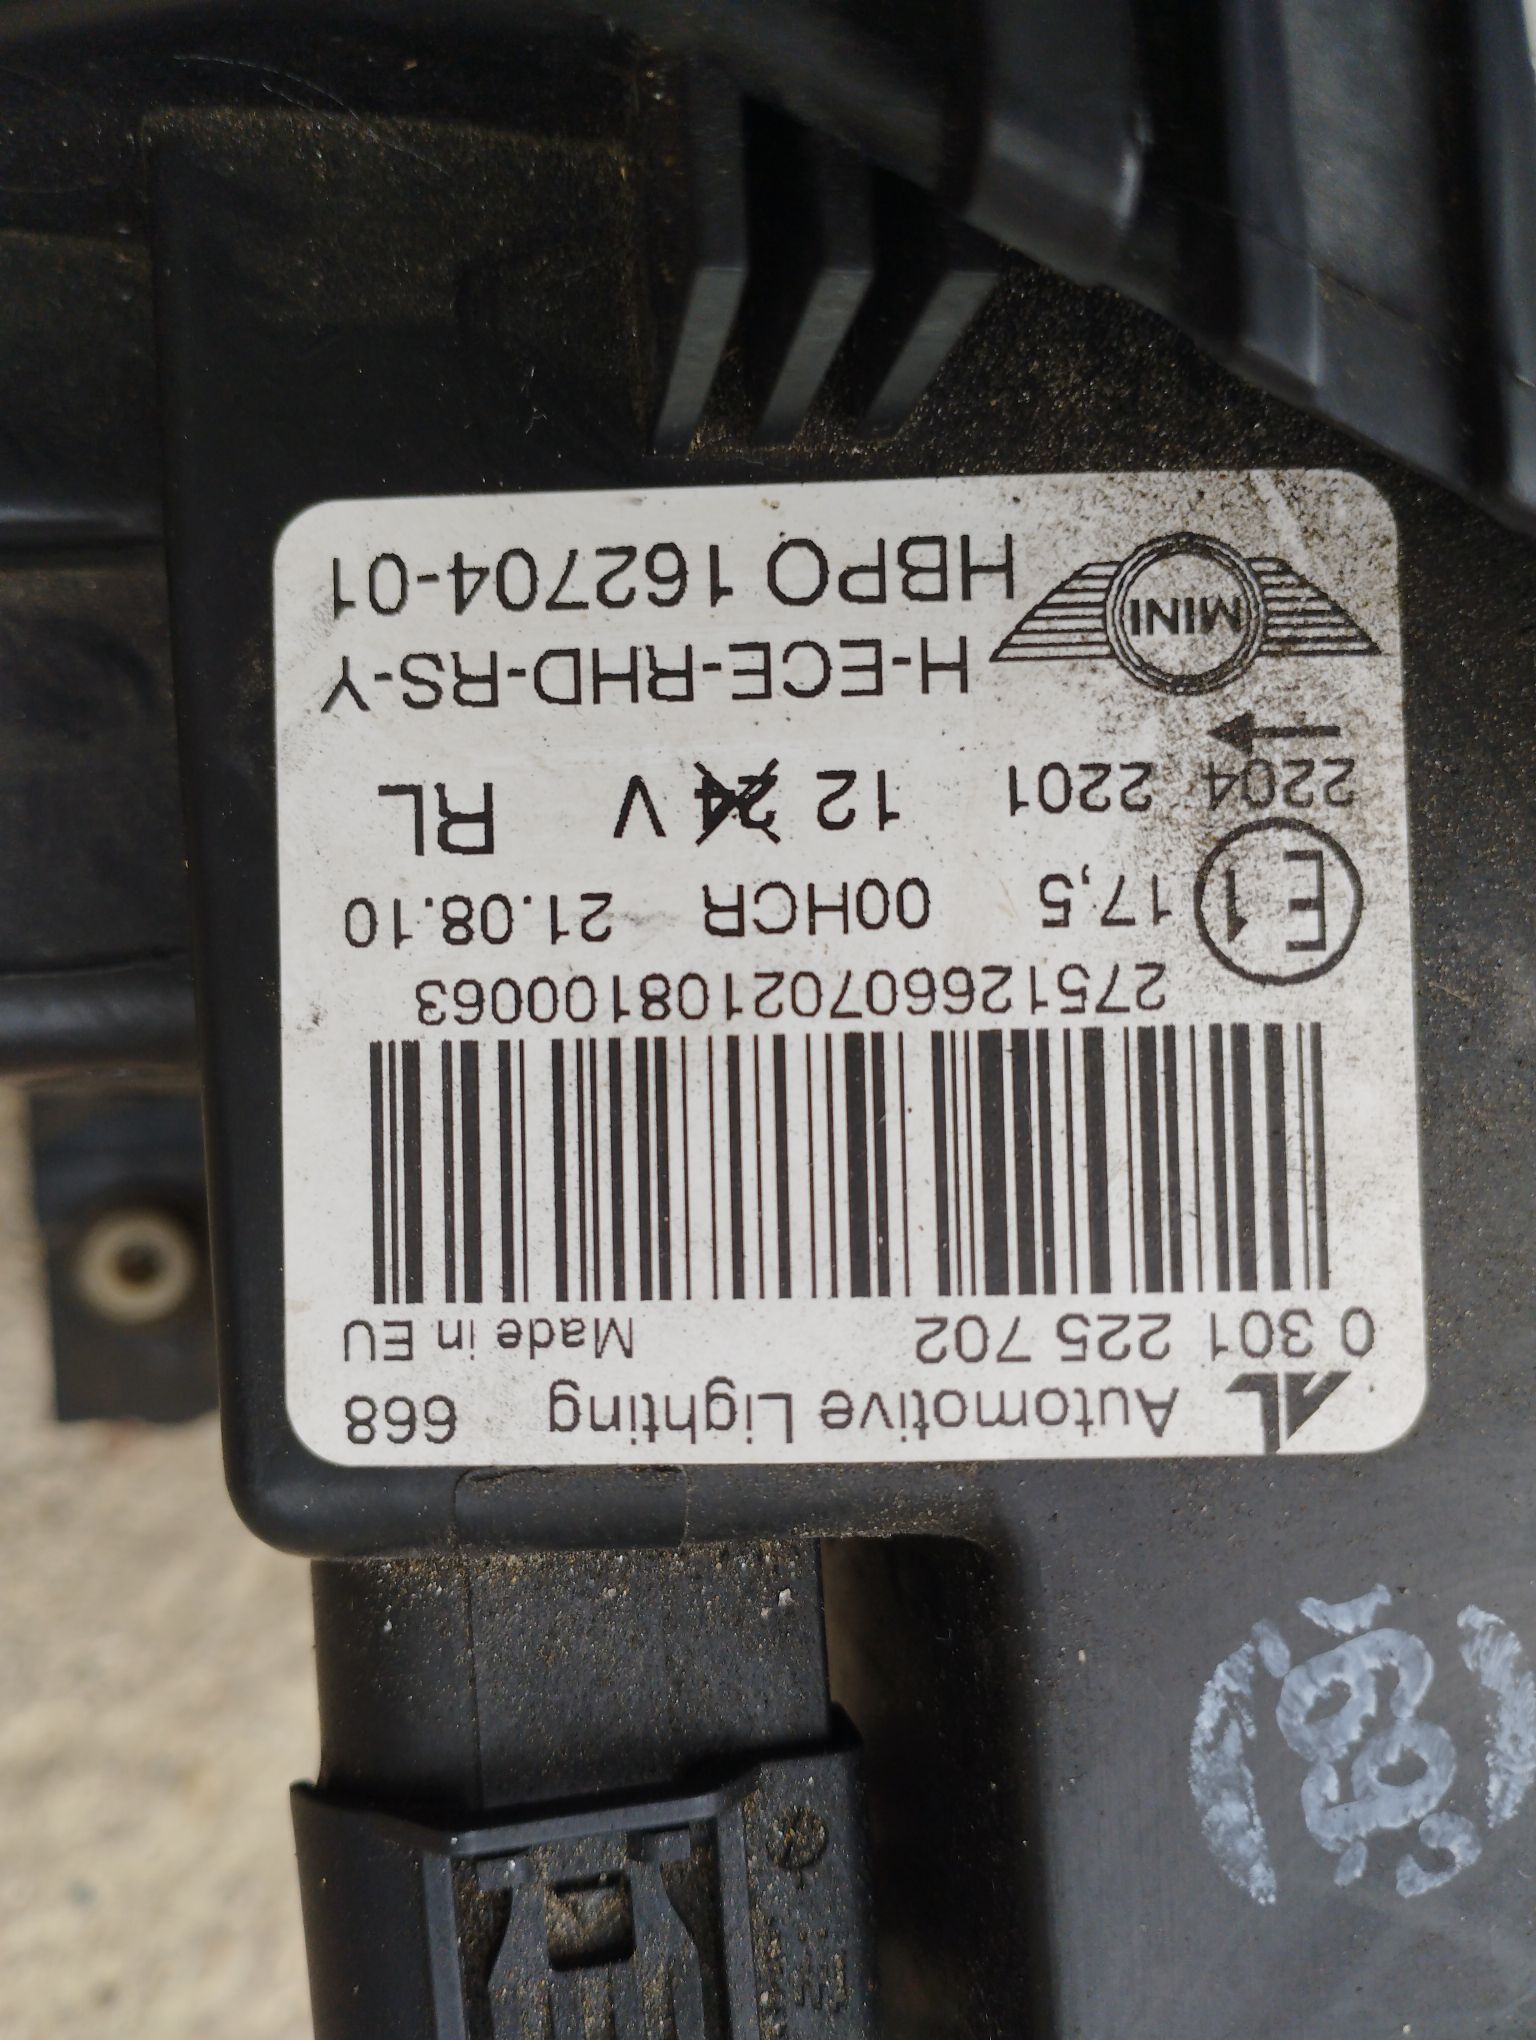 AL Automotive Lighting 668
0 301 225 702 Made in EU
27512660702108100063
E1 17,5 00HCR 21.08.10
2204 2201 12 24 V RL
H-ECE-RHD-RS-Y
MINI HBPO 162704-01